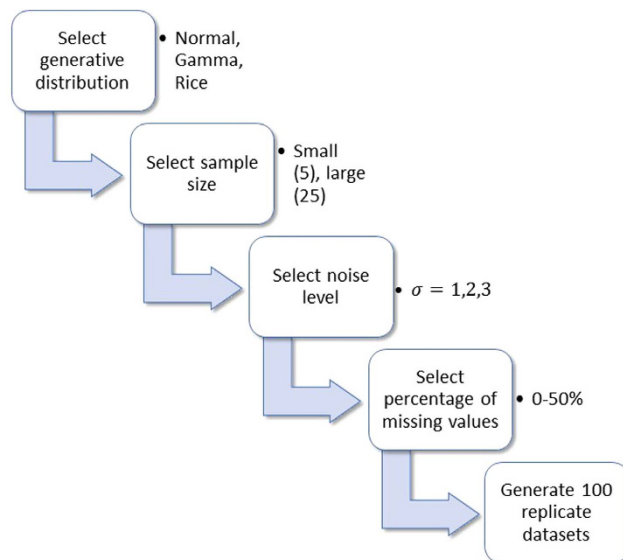 Select
generative
distribution
• Normal,
Gamma,
Rice
Select sample
size
• Small
(5), large
(25)
Select noise
level
• σ = 1,2,3
Select
percentage of
missing values
• 0-50%
Generate 100
replicate
datasets